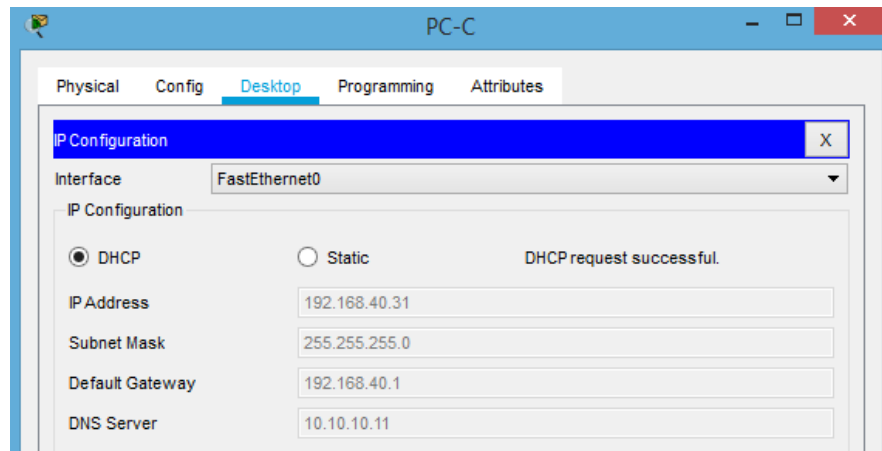 PC-C
Physical Config Desktop Programming Attributes
IP Configuration X
Interface FastEthernet0
IP Configuration
DHCP Static DHCP request successful.
IP Address 192.168.40.31
Subnet Mask 255.255.255.0
Default Gateway 192.168.40.1
DNS Server 10.10.10.11